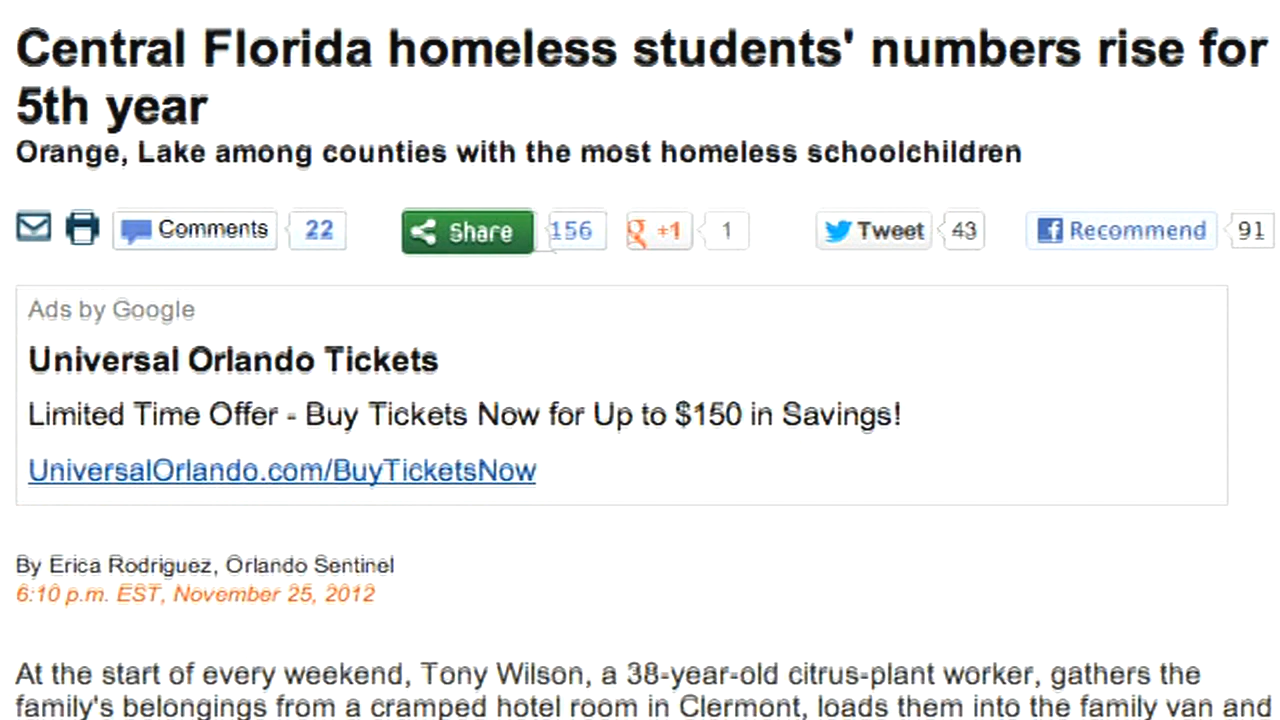 Central Florida homeless students' numbers rise for
5th year
Orange, Lake among counties with the most homeless schoolchildren
Comments 22 Share 156 +1 1 Tweet 43 Recommend 91
Ads by Google
Universal Orlando Tickets
Limited Time Offer - Buy Tickets Now for Up to $150 in Savings!
UniversalOrlando.com/BuyTicketsNow
By Erica Rodriguez, Orlando Sentinel
6:10 p.m. EST, November 25, 2012
At the start of every weekend, Tony Wilson, a 38-year-old citrus-plant worker, gathers the
family's belongings from a cramped hotel room in Clermont, loads them into the family van and